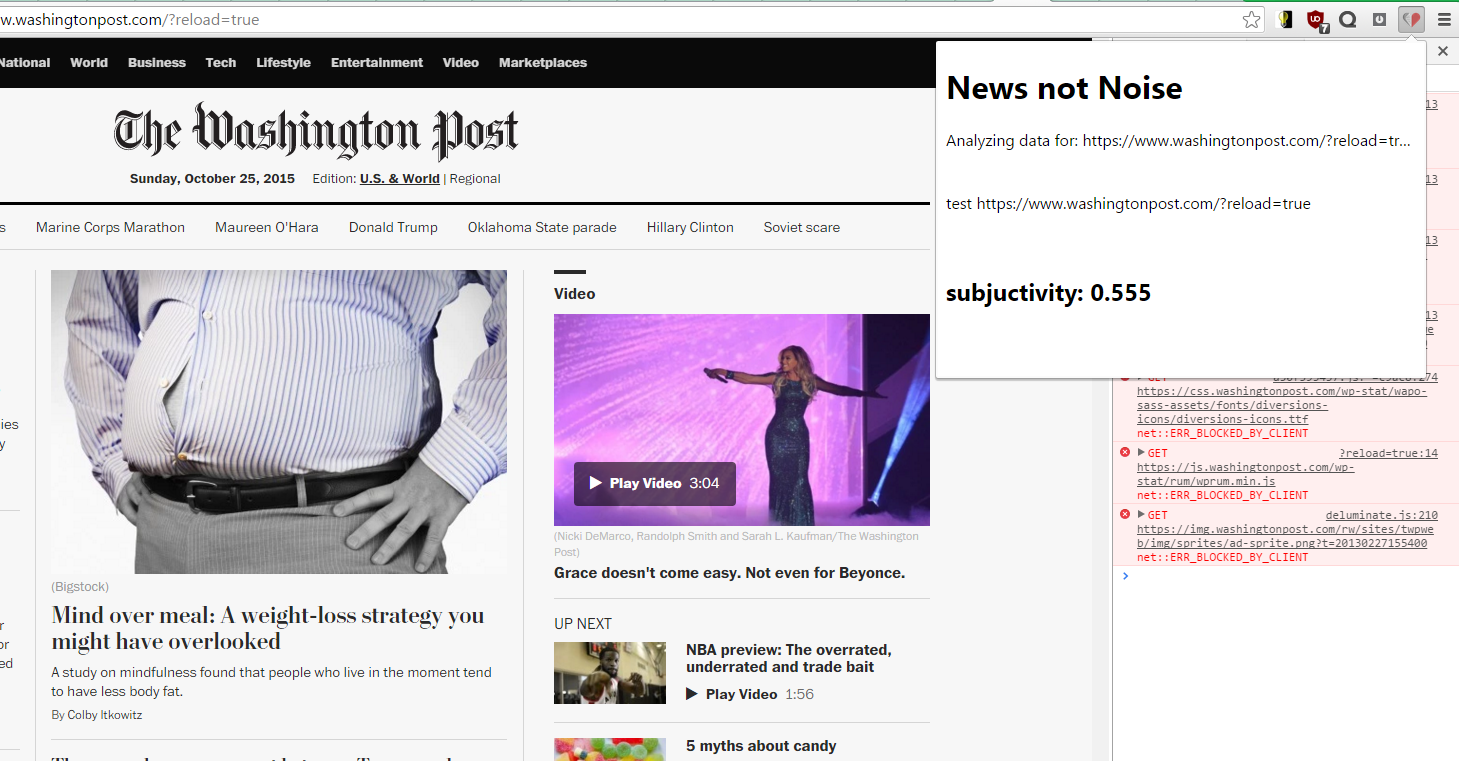 w.washingtonpost.com/?reload=true
7
National World Business Tech Lifestyle Entertainment Video Marketplaces
The Washington Post
Sunday, October 25, 2015 Edition: U.S. & World | Regional
s Marine Corps Marathon Maureen O'Hara Donald Trump Oklahoma State parade Hillary Clinton Soviet scare
ies
y
r
or
ed
(Bigstock)
Mind over meal: A weight-loss strategy you
might have overlooked
A study on mindfulness found that people who live in the moment tend
to have less body fat.
By Colby Itkowitz
Video
Play Video 3:04
(Nicki DeMarco, Randolph Smith and Sarah L. Kaufman/The Washington
Post)
Grace doesn't come easy. Not even for Beyonce.
UP NEXT
NBA preview: The overrated,
underrated and trade bait
Play Video 1:56
5 myths about candy
News not Noise
Analyzing data for: https://www.washingtonpost.com/?reload=tr...
test https://www.washingtonpost.com/?reload=true
subjuctivity: 0.555
13
13
13
13
GET
https://css.washingtonpost.com/wp-stat/wapo-
sass-assets/fonts/diversions-
icons/diversions-icons.ttf
net::ERR_BLOCKED_BY_CLIENT
GET ?reload=true:14
https://js.washingtonpost.com/wp-
stat/rum/wprum.min.js
net::ERR_BLOCKED_BY_CLIENT
GET deluminate.js:210
https://img.washingtonpost.com/rw/sites/twpwe
b/img/sprites/ad-sprite.png?t=20130227155400
net::ERR_BLOCKED_BY_CLIENT